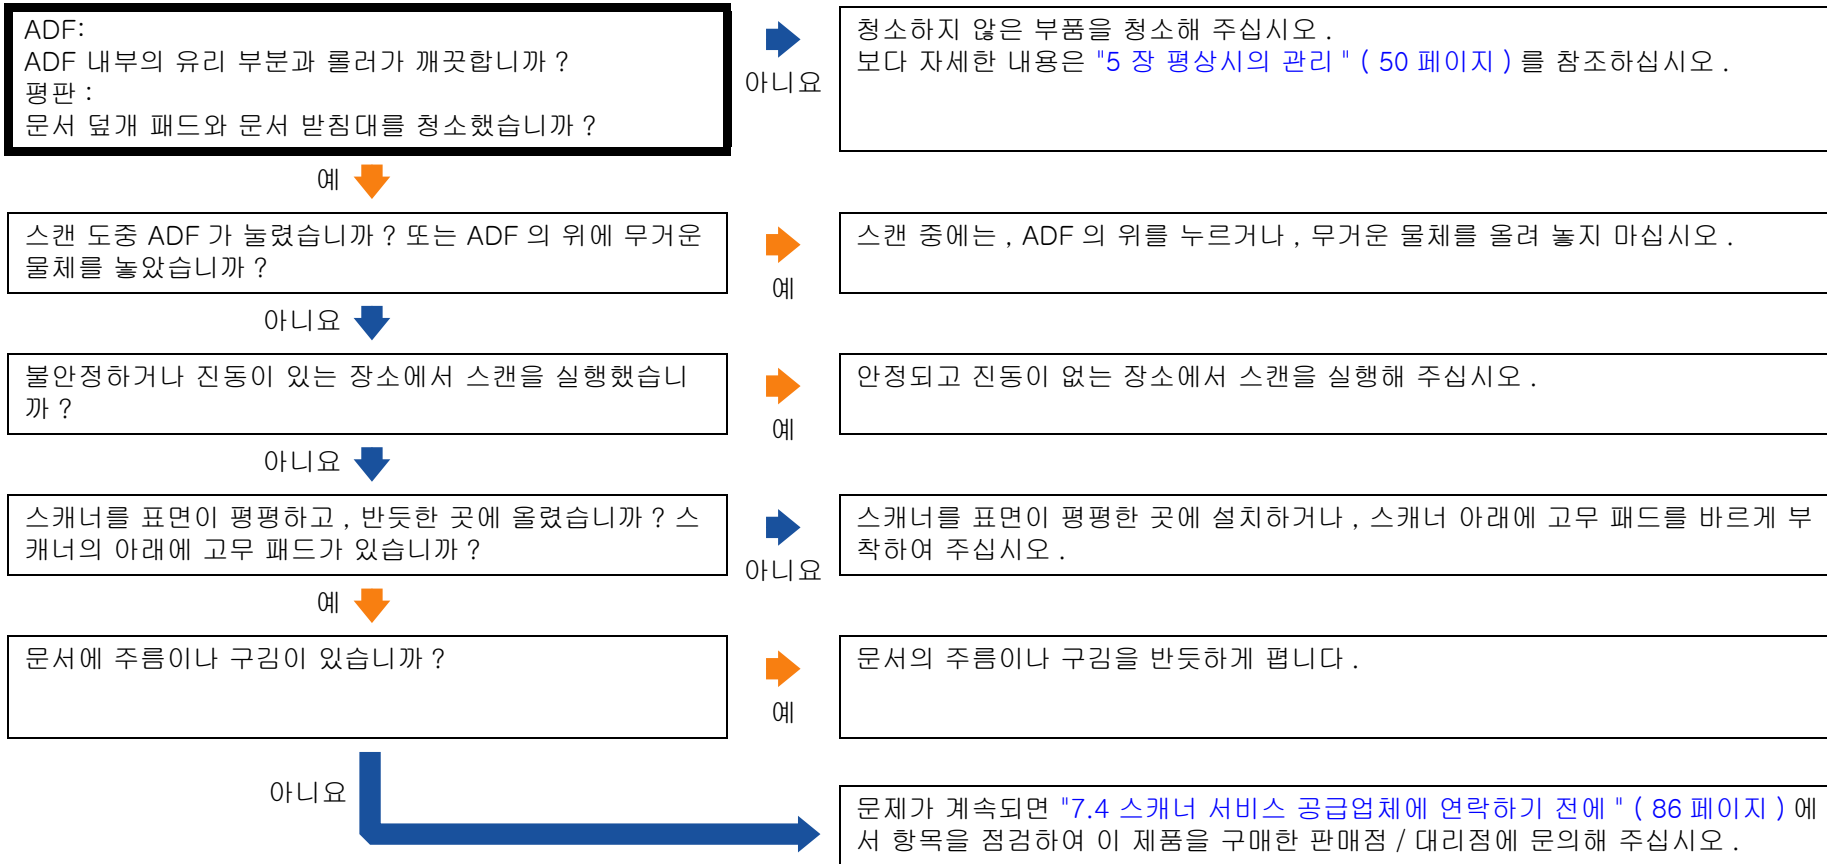 ADF:
ADF 내부의 유리 부분과 롤러가 깨끗합니까 ?
평판 :
문서 덮개 패드와 문서 받침대를 청소했습니까 ?
아니요
청소하지 않은 부품을 청소해 주십시오 .
보다 자세한 내용은 "5 장 평상시의 관리 " ( 50 페이지 ) 를 참조하십시오 .
예
스캔 도중 ADF 가 눌렸습니까 ? 또는 ADF 의 위에 무거운
물체를 놓았습니까 ?
예
스캔 중에는 , ADF 의 위를 누르거나 , 무거운 물체를 올려 놓지 마십시오 .
아니요
불안정하거나 진동이 있는 장소에서 스캔을 실행했습니
까 ?
예
안정되고 진동이 없는 장소에서 스캔을 실행해 주십시오 .
아니요
스캐너를 표면이 평평하고 , 반듯한 곳에 올렸습니까 ? 스
캐너의 아래에 고무 패드가 있습니까 ?
아니요
스캐너를 표면이 평평한 곳에 설치하거나 , 스캐너 아래에 고무 패드를 바르게 부
착하여 주십시오 .
예
문서에 주름이나 구김이 있습니까 ?
예
문서의 주름이나 구김을 반듯하게 폅니다 .
아니요
문제가 계속되면 "7.4 스캐너 서비스 공급업체에 연락하기 전에 " ( 86 페이지 ) 에
서 항목을 점검하여 이 제품을 구매한 판매점 / 대리점에 문의해 주십시오 .